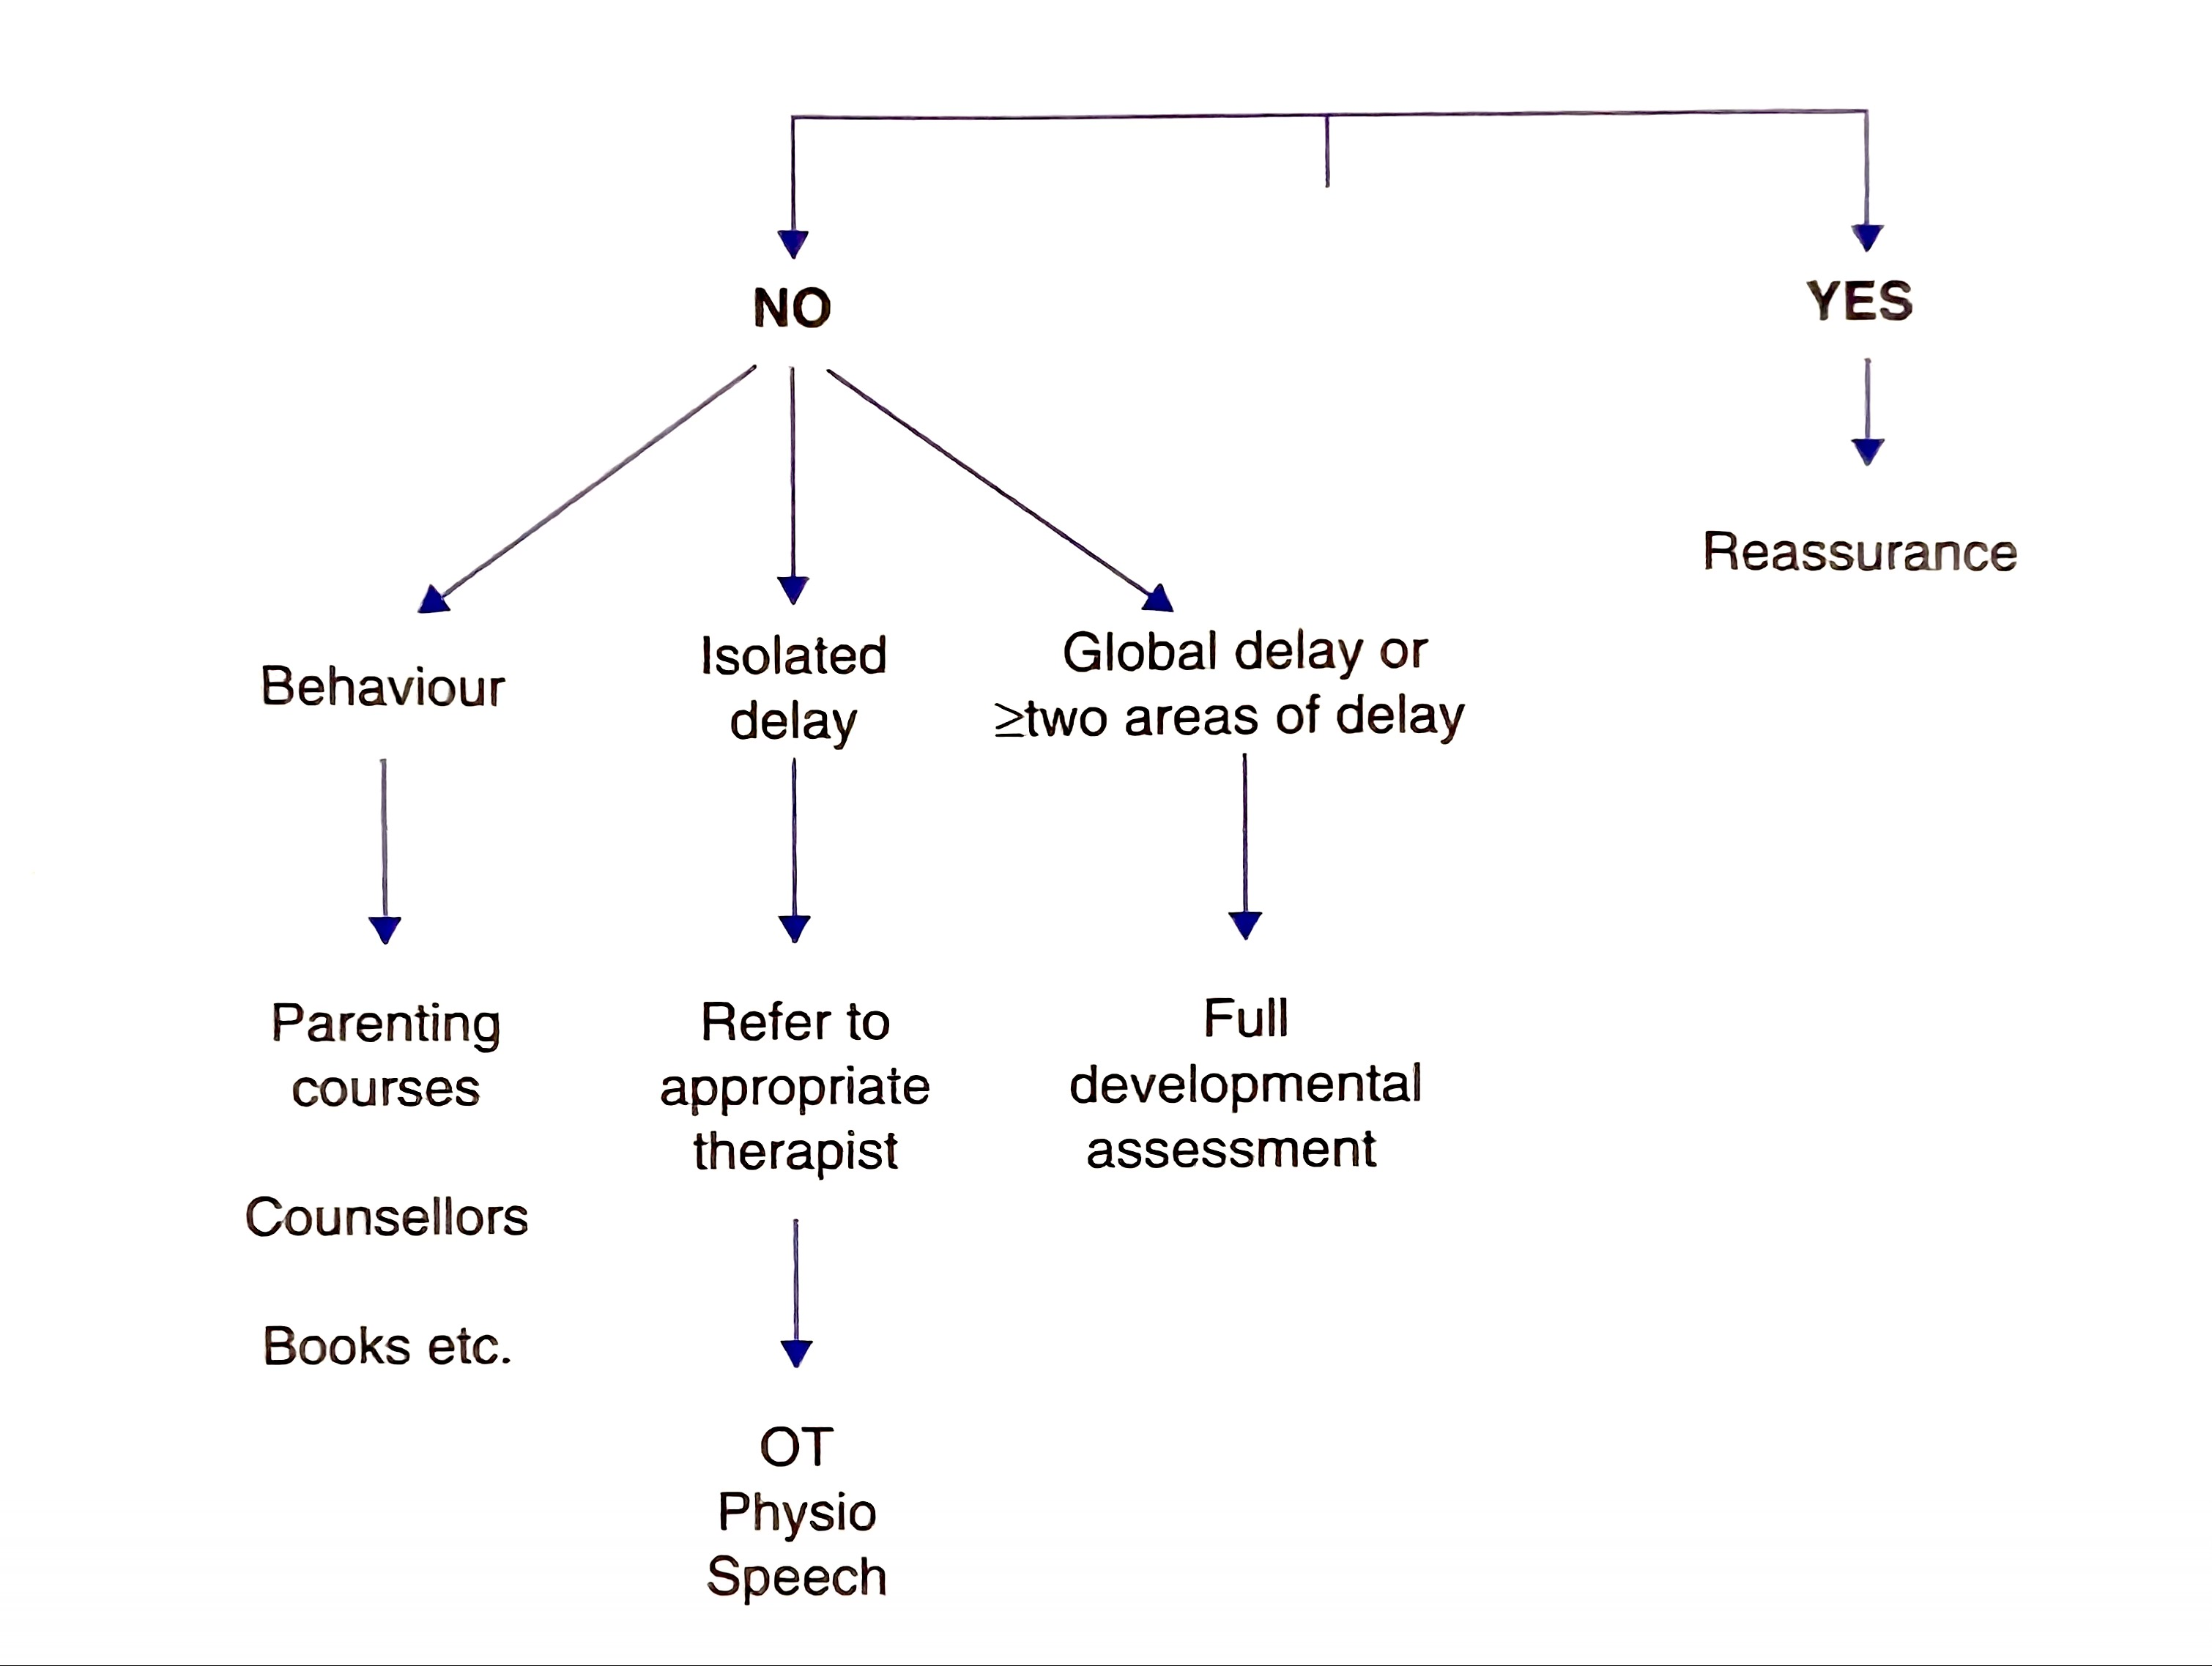 NO
YES
Reassurance
Behaviour
Isolated
delay
Global delay or
≥two areas of delay
Parenting
courses
Counsellors
Books etc.
Refer to
appropriate
therapist
Full
developmental
assessment
OT
Physio
Speech